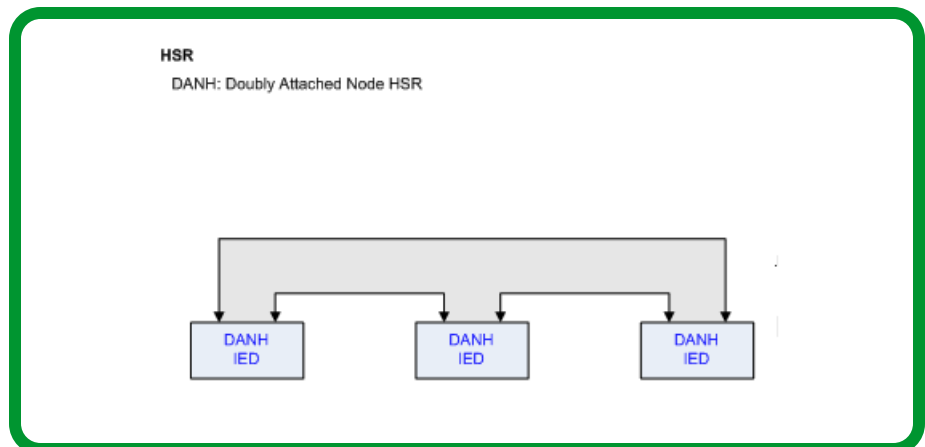 HSR
DANH: Doubly Attached Node HSR
DANH
IED
DANH
IED
DANH
IED